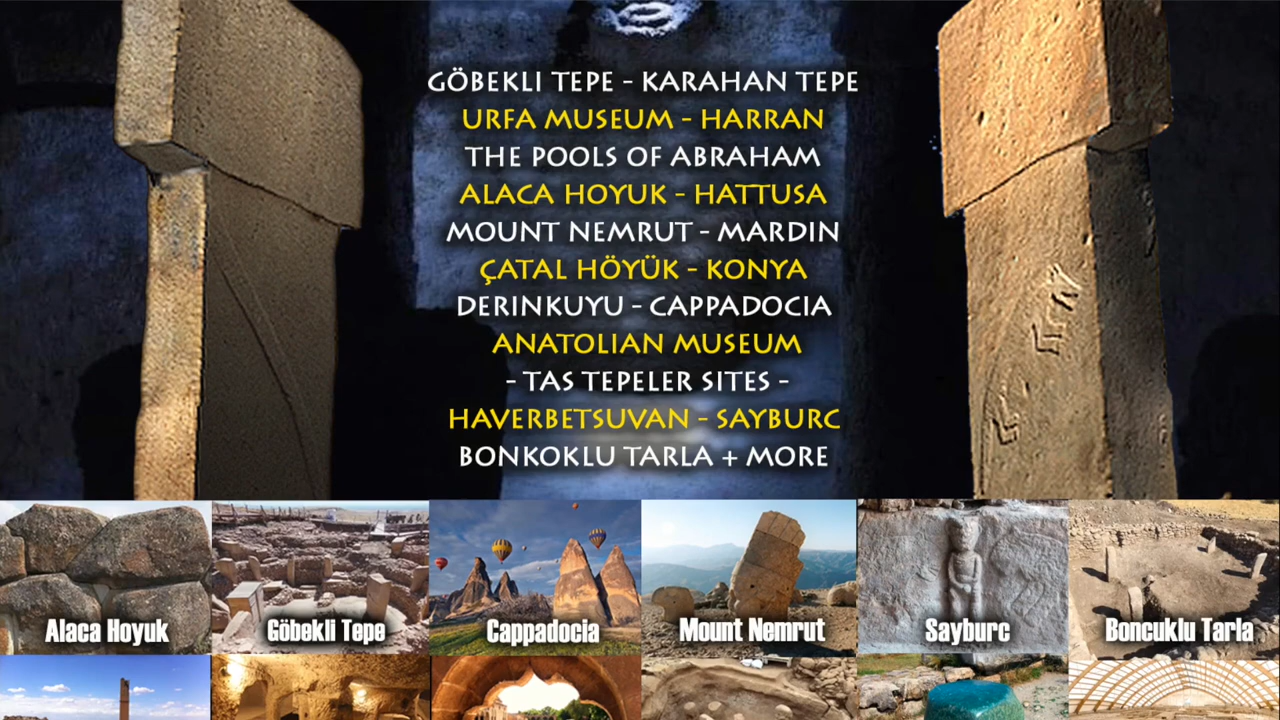 GÖBEKLI TEPE - KARAHAN TEPE
URFA MUSEUM - HARRAN
THE POOLS OF ABRAHAM
ALACA HOYUK - HATTUSA
MOUNT NEMRUT - MARDIN
ÇATAL HÖYÜK - KONYA
DERINKUYU - CAPPADOCIA
ANATOLIAN MUSEUM
- TAS TEPELER SITES -
HAVERBETSUVAN - SAYBURC
BONKOKLU TARLA + MORE
Alaca Hoyuk
Göbekli Tepe
Cappadocia
Mount Nemrut
Sayburc
Boncuklu Tarla